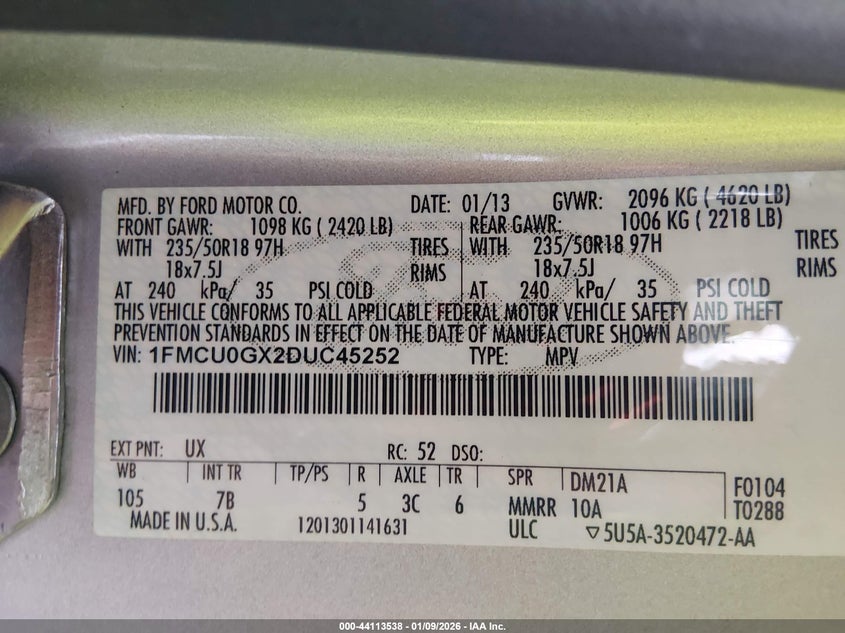 MFD. BY FORD MOTOR CO. DATE: 01/13 GVWR: 2096 KG ( 4620 LB)
FRONT GAWR: 1098 KG ( 2420 LB) REAR GAWR: 1006 KG ( 2218 LB)
WITH 235/50R18 97H TIRES WITH 235/50R18 97H TIRES
18x7.5J RIMS 18x7.5J RIMS
AT 240 kPa/ 35 PSI COLD AT 240 kPa/ 35 PSI COLD
THIS VEHICLE CONFORMS TO ALL APPLICABLE FEDERAL MOTOR VEHICLE SAFETY AND THEFT
PREVENTION STANDARDS IN EFFECT ON THE DATE OF MANUFACTURE SHOWN ABOVE.
VIN: 1FMCU0GX2DUC45252 TYPE: MPV
EXT PNT: UX RC: 52 DSO:
WB INT TR TP/PS R AXLE TR SPR DM21A F0104
105 7B 5 3C 6 MMRR 10A T0288
MADE IN U.S.A. 1201301141631 ULC ▽5U5A-3520472-AA
000-44113538 - 01/09/2026 - IAA Inc.